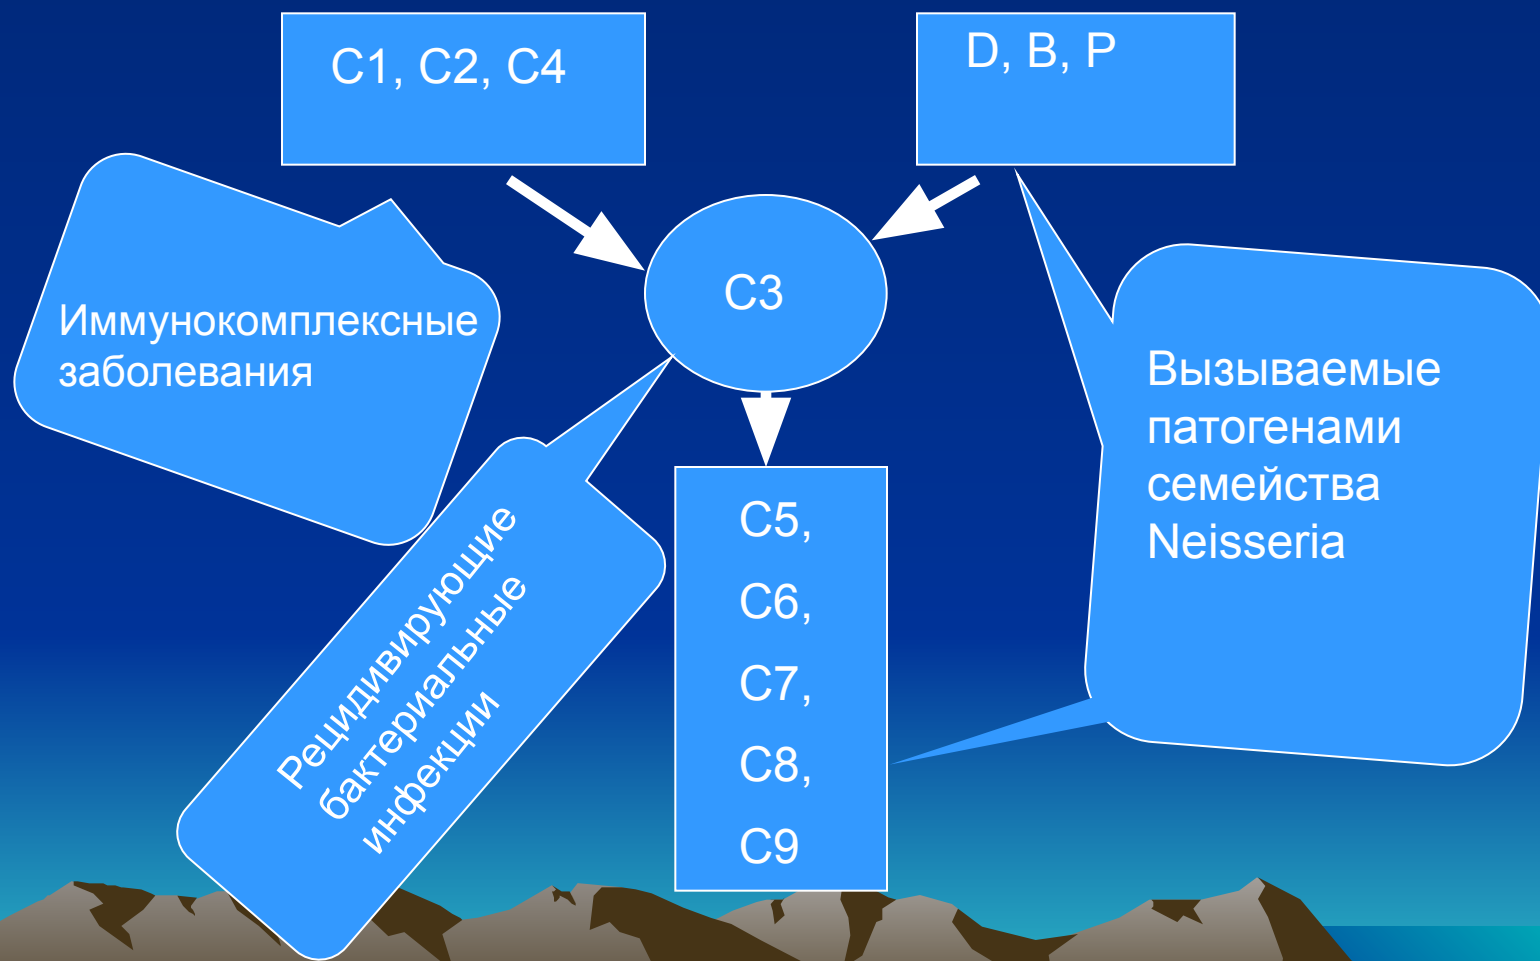 C1, C2, C4
D, B, P
C3
Иммунокомплексные
заболевания
Вызываемые
патогенами
семейства
Neisseria
Рецидивирующие
бактериальные
инфекции
C5,
C6,
C7,
C8,
C9